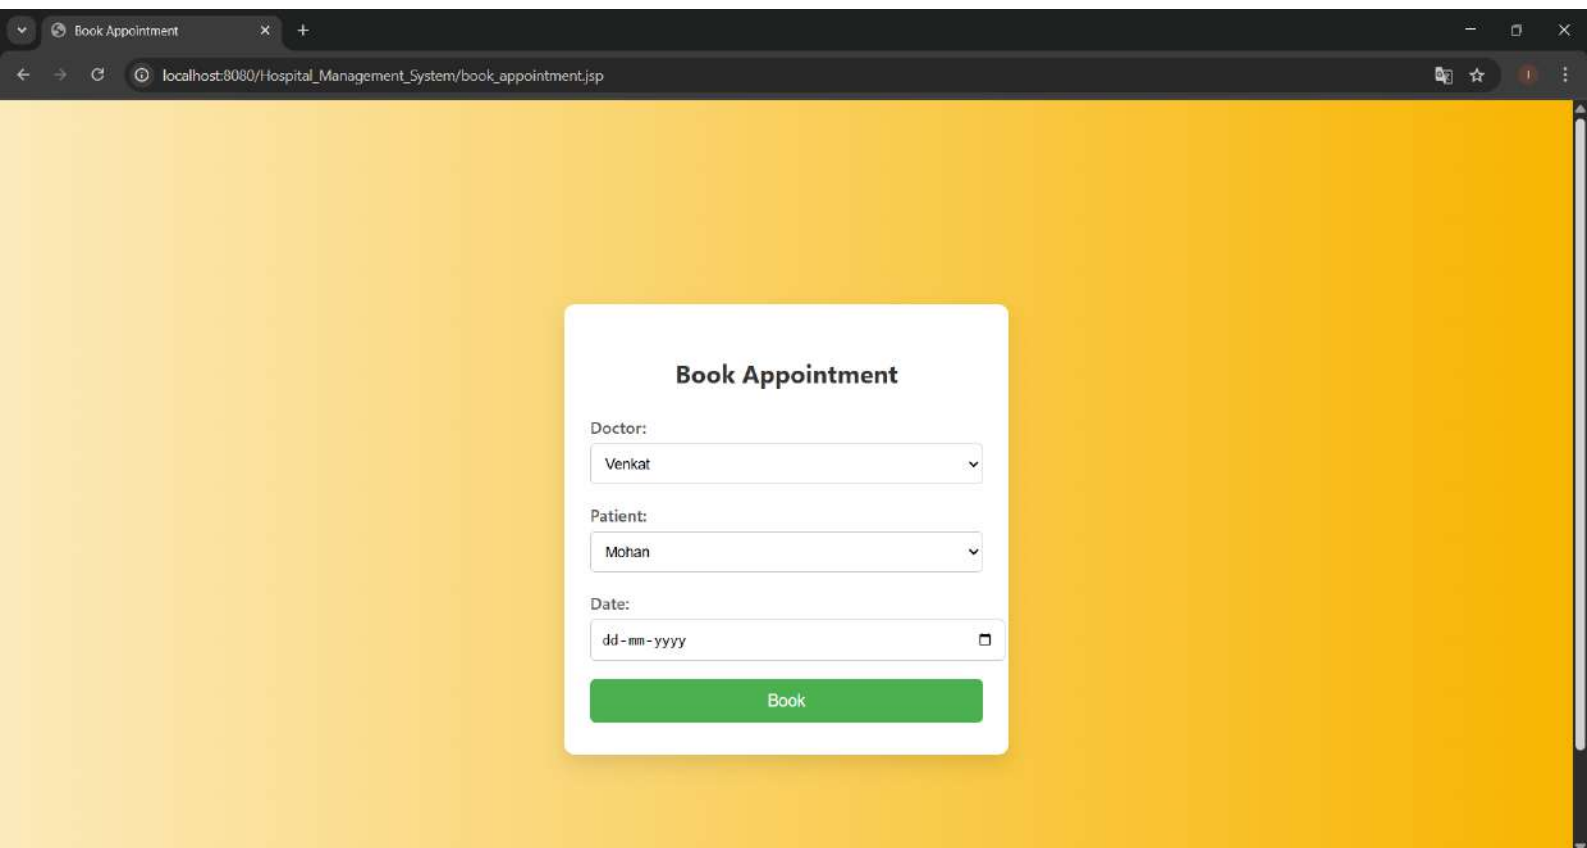 Book Appointment
localhost:8080/Hospital_Management_System/book_appointment.jsp
I
Book Appointment
Doctor:
Venkat
Patient:
Mohan
Date:
dd-mm-yyyy
Book